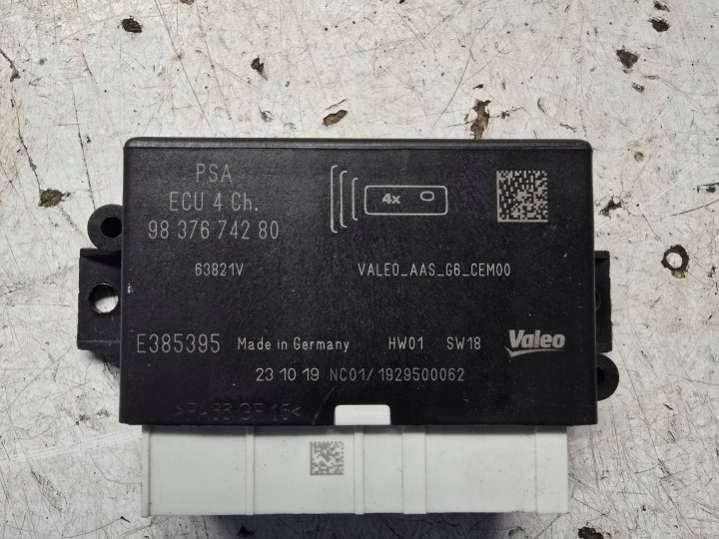 PSA
ECU 4 Ch.
98 376 742 80
4x
63821V
VALEO_AAS_G6_CEM00
E385395 Made in Germany HW01 SW18 Valeo
23 10 19 NC01/1929500062